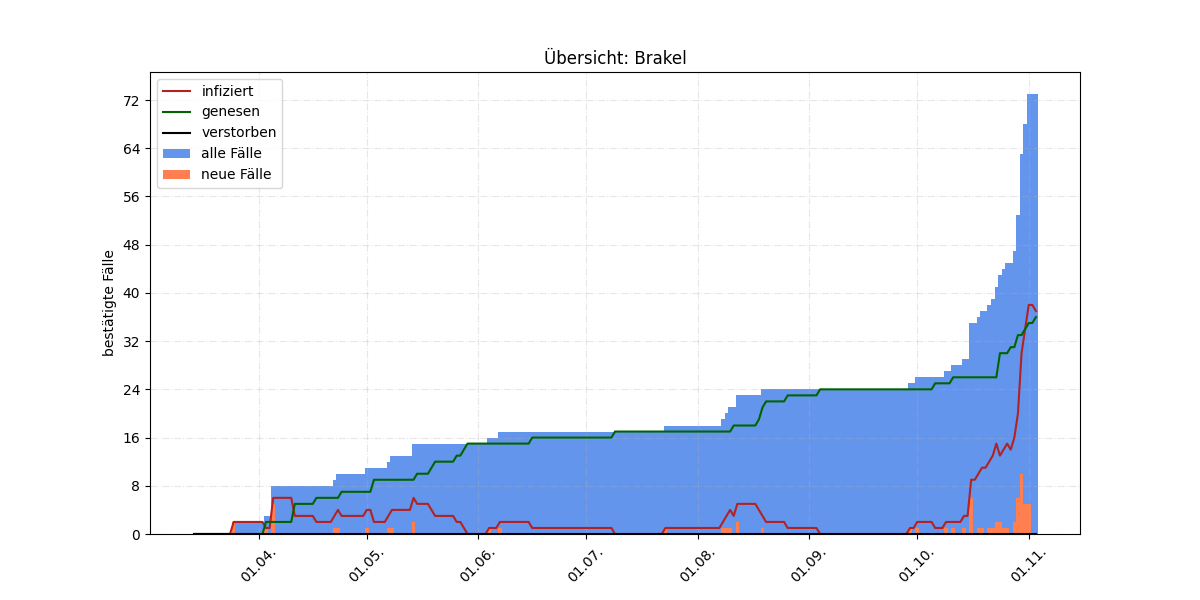 Übersicht: Brakel
infiziert
genesen
verstorben
alle Fälle
neue Fälle
bestätigte Fälle
72
64
56
48
40
32
24
16
8
0
01.04.
01.05.
01.06.
01.07.
01.08.
01.09.
01.10.
01.11.